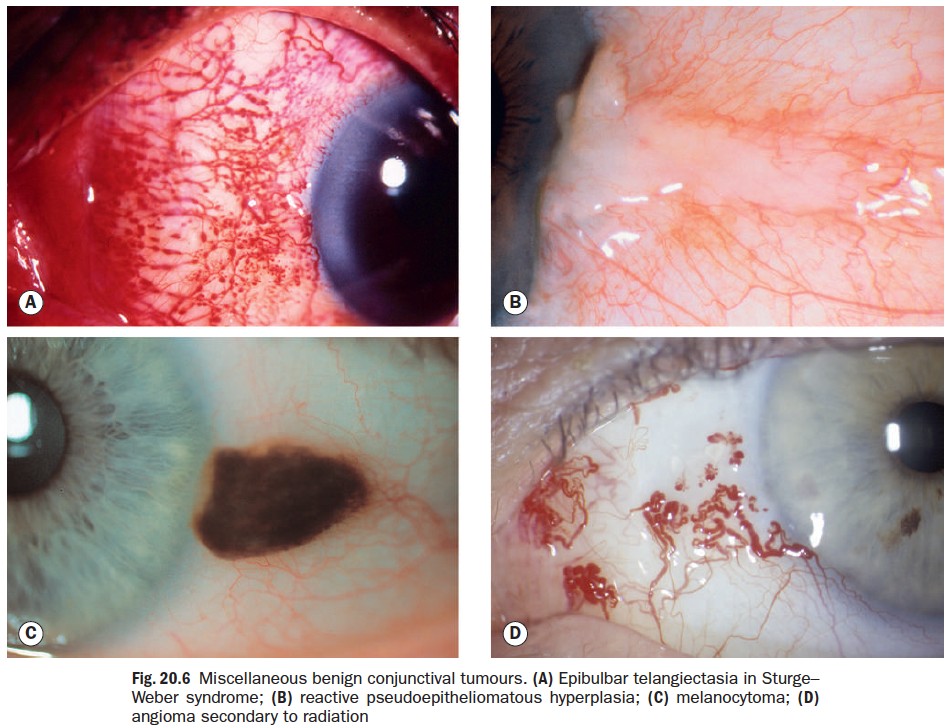 A
B
C
D
Fig. 20.6 Miscellaneous benign conjunctival tumours. (A) Epibulbar telangiectasia in Sturge–
Weber syndrome; (B) reactive pseudoepitheliomatous hyperplasia; (C) melanocytoma; (D)
angioma secondary to radiation